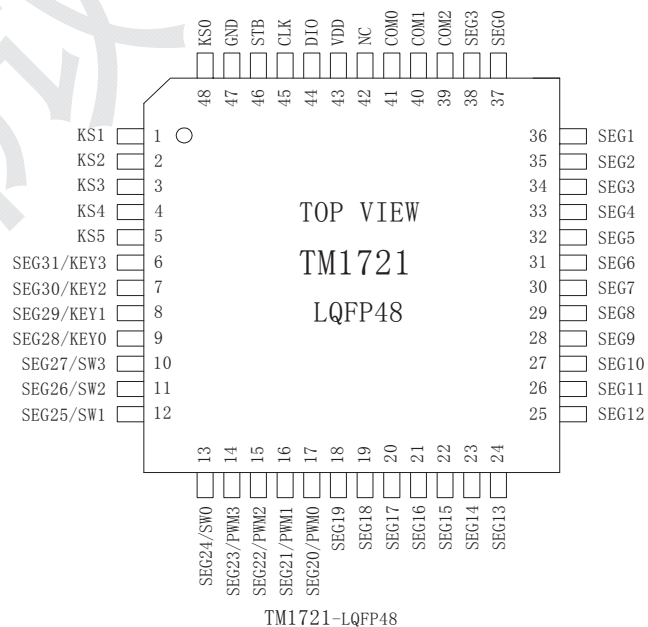 KS0 GND STB CLK DIO VDD NC COM0 COM1 COM2 SEG3 SEG0
48 47 46 45 44 43 42 41 40 39 38 37
KS1 1 36 SEG1
KS2 2 35 SEG2
KS3 3 34 SEG3
KS4 4 33 SEG4
KS5 5 32 SEG5
SEG31/KEY3 6 31 SEG6
SEG30/KEY2 7 30 SEG7
SEG29/KEY1 8 29 SEG8
SEG28/KEY0 9 28 SEG9
SEG27/SW3 10 27 SEG10
SEG26/SW2 11 26 SEG11
SEG25/SW1 12 25 SEG12
TOP VIEW
TM1721
LQFP48
13 14 15 16 17 18 19 20 21 22 23 24
SEG24/SW0 SEG23/PWM3 SEG22/PWM2 SEG21/PWM1 SEG20/PWM0 SEG19 SEG18 SEG17 SEG16 SEG15 SEG14 SEG13
TM1721-LQFP48